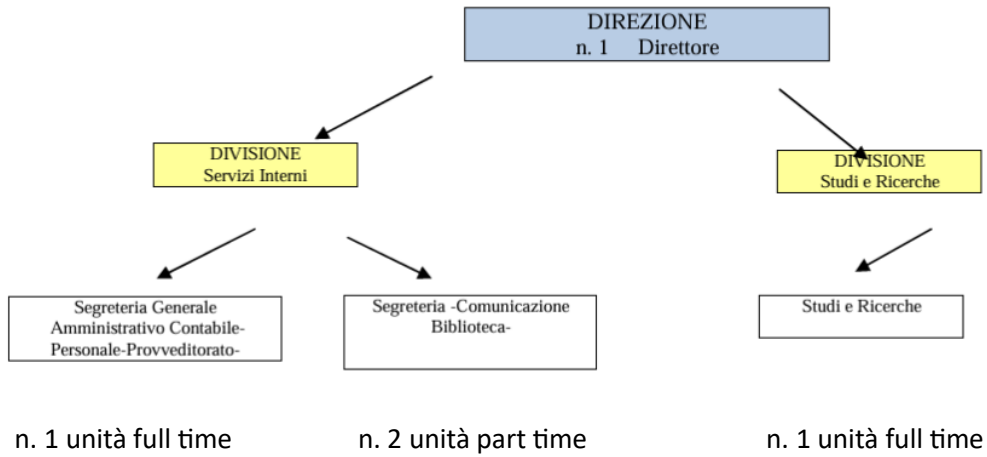 DIREZIONE
n. 1 Direttore
DIVISIONE
Servizi Interni
DIVISIONE
Studi e Ricerche
Segreteria Generale
Amministrativo Contabile-
Personale-Provveditorato-
Segreteria -Comunicazione
Biblioteca-
Studi e Ricerche
n. 1 unità full time
n. 2 unità part time
n. 1 unità full time